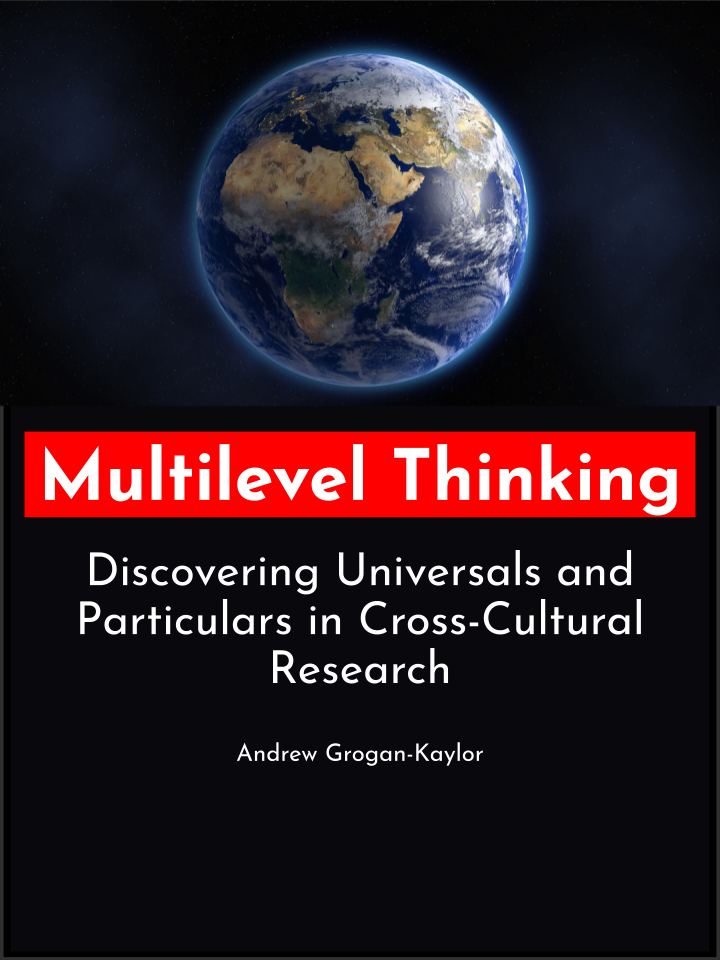 Multilevel Thinking
Discovering Universals and
Particulars in Cross-Cultural
Research
Andrew Grogan-Kaylor